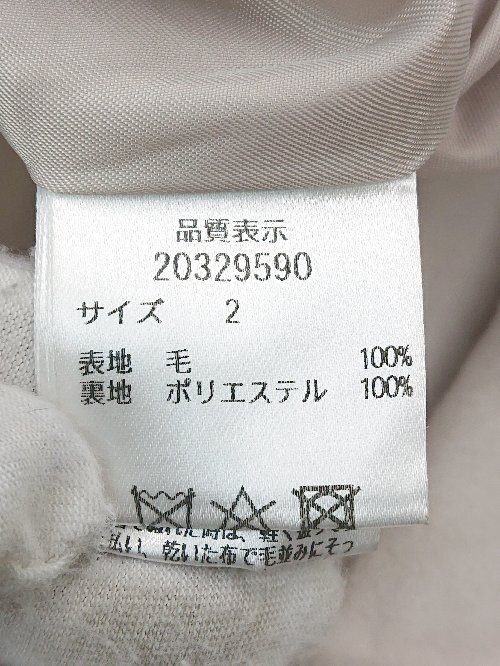 品質表示
20329590
サイズ 2
表地 毛 100%
裏地 ポリエステル 100%
払い、乾いた布で毛並みにそっ